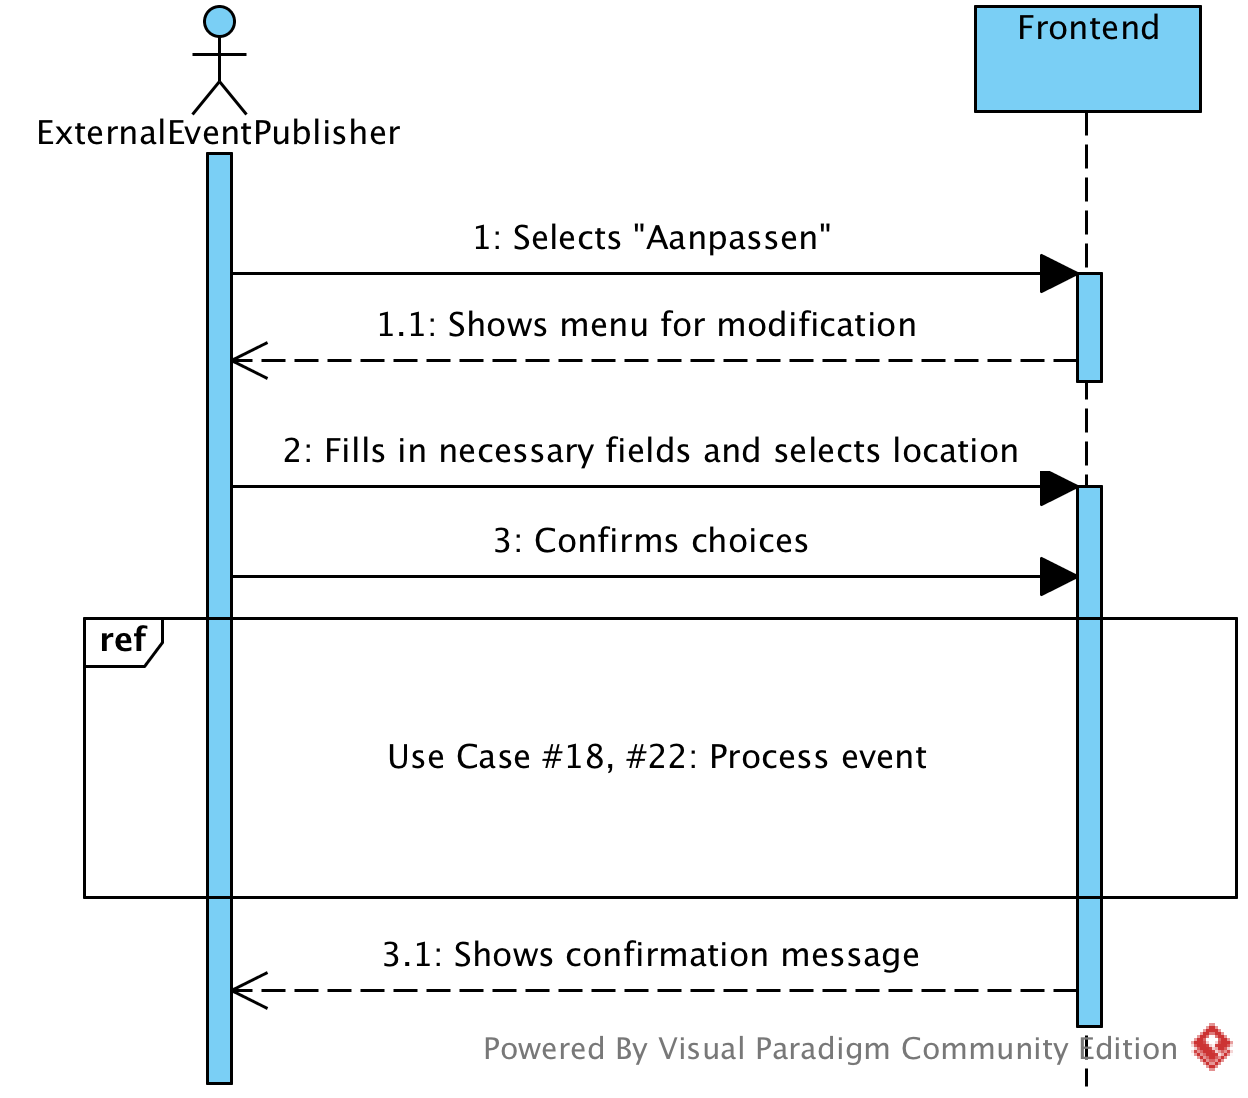 Frontend
ExternalEventPublisher
1: Selects "Aanpassen"
1.1: Shows menu for modification
2: Fills in necessary fields and selects location
3: Confirms choices
ref
Use Case #18, #22: Process event
3.1: Shows confirmation message
Powered By Visual Paradigm Community Edition